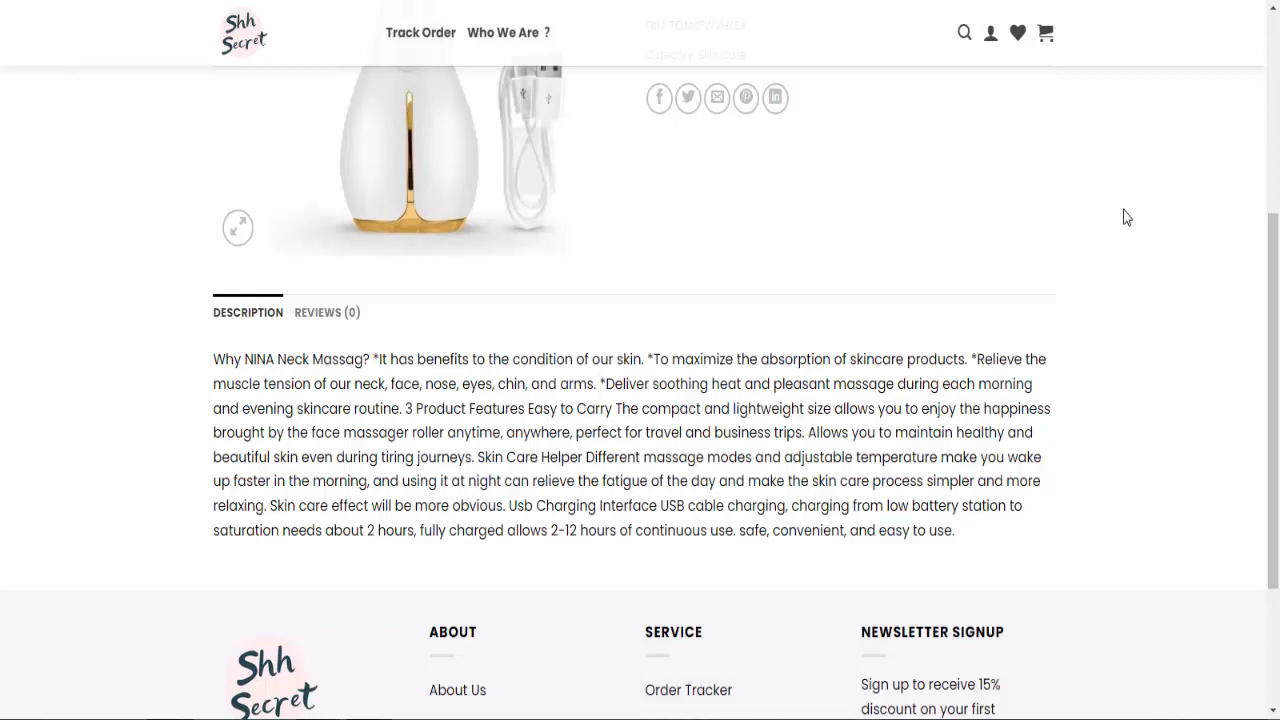 Shh
Secret
Track Order Who We Are ?
DESCRIPTION REVIEWS (0)
Why NINA Neck Massag? *It has benefits to the condition of our skin. *To maximize the absorption of skincare products. *Relieve the
muscle tension of our neck, face, nose, eyes, chin, and arms. *Deliver soothing heat and pleasant massage during each morning
and evening skincare routine. 3 Product Features Easy to Carry The compact and lightweight size allows you to enjoy the happiness
brought by the face massager roller anytime, anywhere, perfect for travel and business trips. Allows you to maintain healthy and
beautiful skin even during tiring journeys. Skin Care Helper Different massage modes and adjustable temperature make you wake
up faster in the morning, and using it at night can relieve the fatigue of the day and make the skin care process simpler and more
relaxing. Skin care effect will be more obvious. Usb Charging Interface USB cable charging, charging from low battery station to
saturation needs about 2 hours, fully charged allows 2-12 hours of continuous use. safe, convenient, and easy to use.
Shh
Secret
ABOUT
About Us
SERVICE
Order Tracker
NEWSLETTER SIGNUP
Sign up to receive 15%
discount on your first